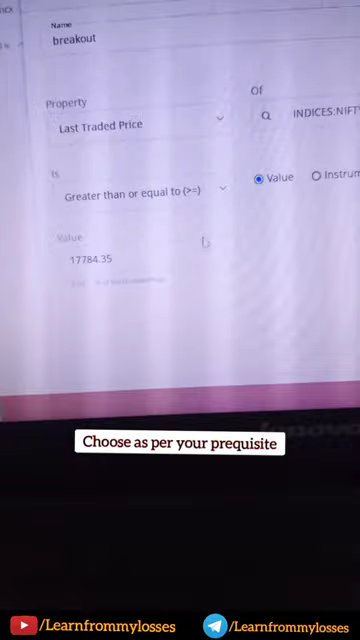 Name
breakout
Property
Of
Last Traded Price
INDICES:NIFT
Is
Greater than or equal to (>=)
Value
Instrum
Value
17784.35
Choose as per your prequisite
/Learnfrommylosses
/Learnfrommylosses